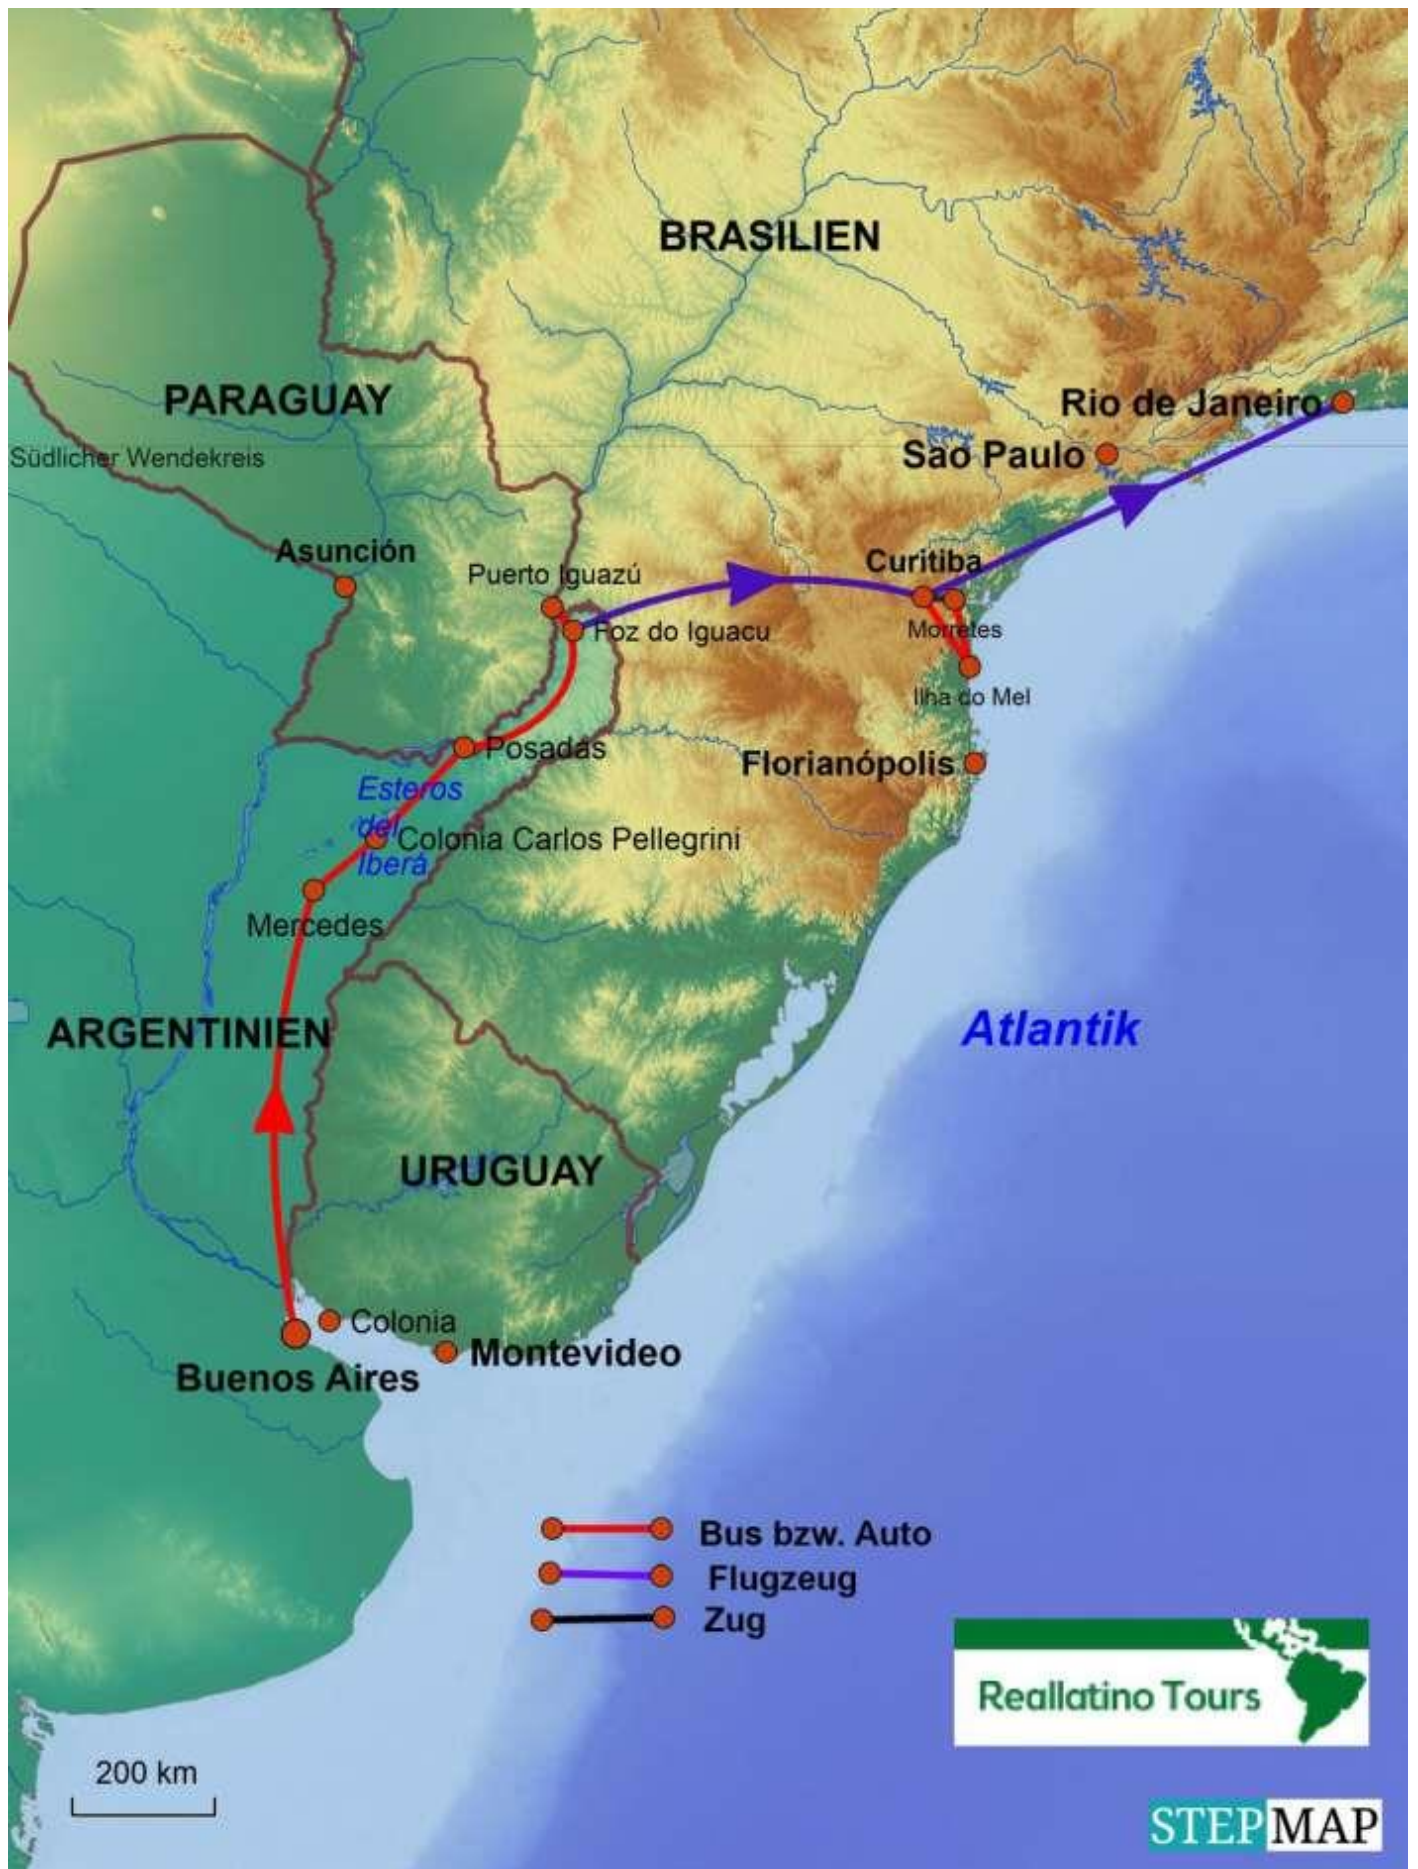 BRASILIEN
PARAGUAY
Rio de Janeiro
Südlicher Wendekreis
Sao Paulo
Asunción
Curitiba
Puerto Iguazú
Foz do Iguacu
Morretes
Ilha do Mel
Posadas
Florianópolis
Esteros
del
Iberá
Colonia Carlos Pellegrini
Mercedes
ARGENTINIEN
Atlantik
URUGUAY
Colonia
Montevideo
Buenos Aires
Bus bzw. Auto
Flugzeug
Zug
Reallatino Tours
200 km
STEPMAP